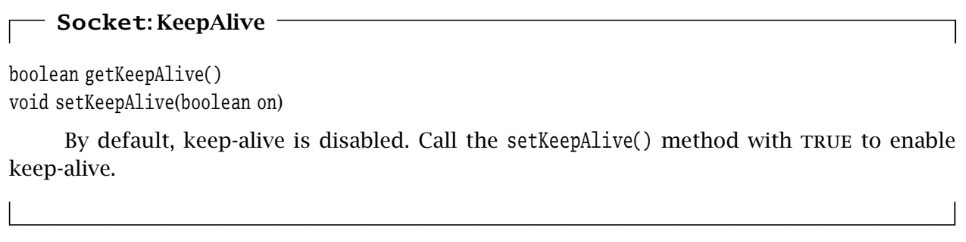 Socket: KeepAlive
boolean getKeepAlive()
void setKeepAlive(boolean on)
By default, keep-alive is disabled. Call the setKeepAlive() method with TRUE to enable
keep-alive.